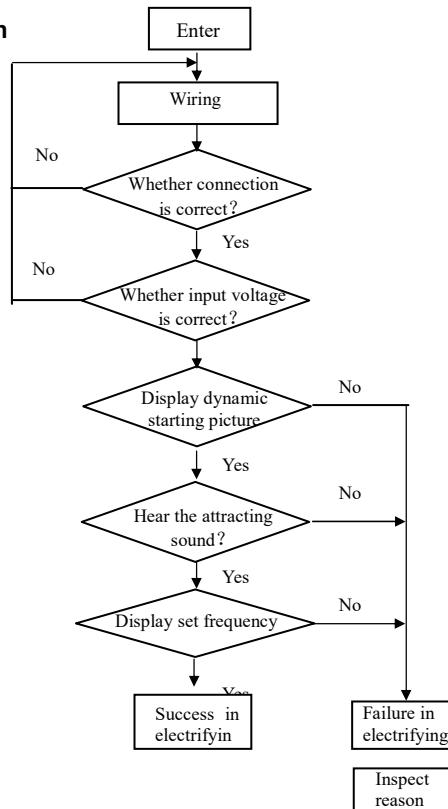 n
Enter
Wiring
No
Whether connection
is correct？
Yes
No
Whether input voltage
is correct？
Display dynamic
starting picture
No
Yes
Hear the attracting
sound？
No
Yes
Display set frequency
No
Yes
Success in
electrifyin
Failure in
electrifying
Inspect
reason